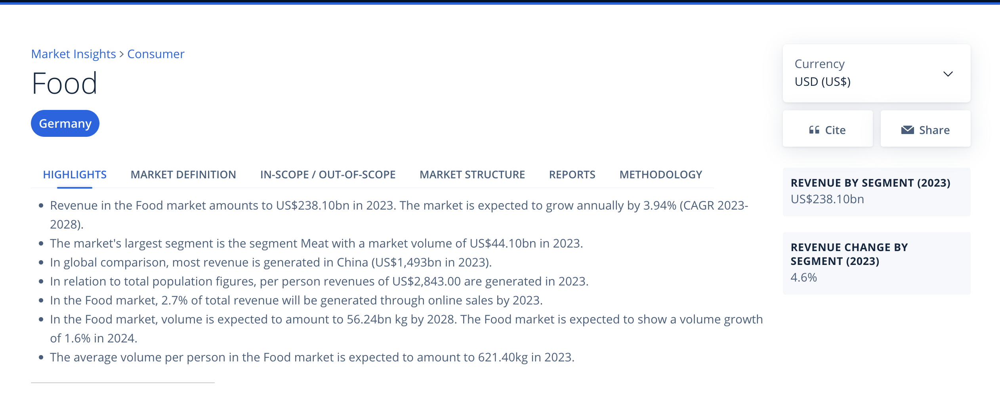 Market Insights > Consumer
Food
Germany
Currency
USD (US$)
Cite
Share
HIGHLIGHTS MARKET DEFINITION IN-SCOPE / OUT-OF-SCOPE MARKET STRUCTURE REPORTS METHODOLOGY
• Revenue in the Food market amounts to US$238.10bn in 2023. The market is expected to grow annually by 3.94% (CAGR 2023-
2028).
• The market's largest segment is the segment Meat with a market volume of US$44.10bn in 2023.
• In global comparison, most revenue is generated in China (US$1,493bn in 2023).
• In relation to total population figures, per person revenues of US$2,843.00 are generated in 2023.
• In the Food market, 2.7% of total revenue will be generated through online sales by 2023.
• In the Food market, volume is expected to amount to 56.24bn kg by 2028. The Food market is expected to show a volume growth
of 1.6% in 2024.
• The average volume per person in the Food market is expected to amount to 621.40kg in 2023.
REVENUE BY SEGMENT (2023)
US$238.10bn
REVENUE CHANGE BY
SEGMENT (2023)
4.6%